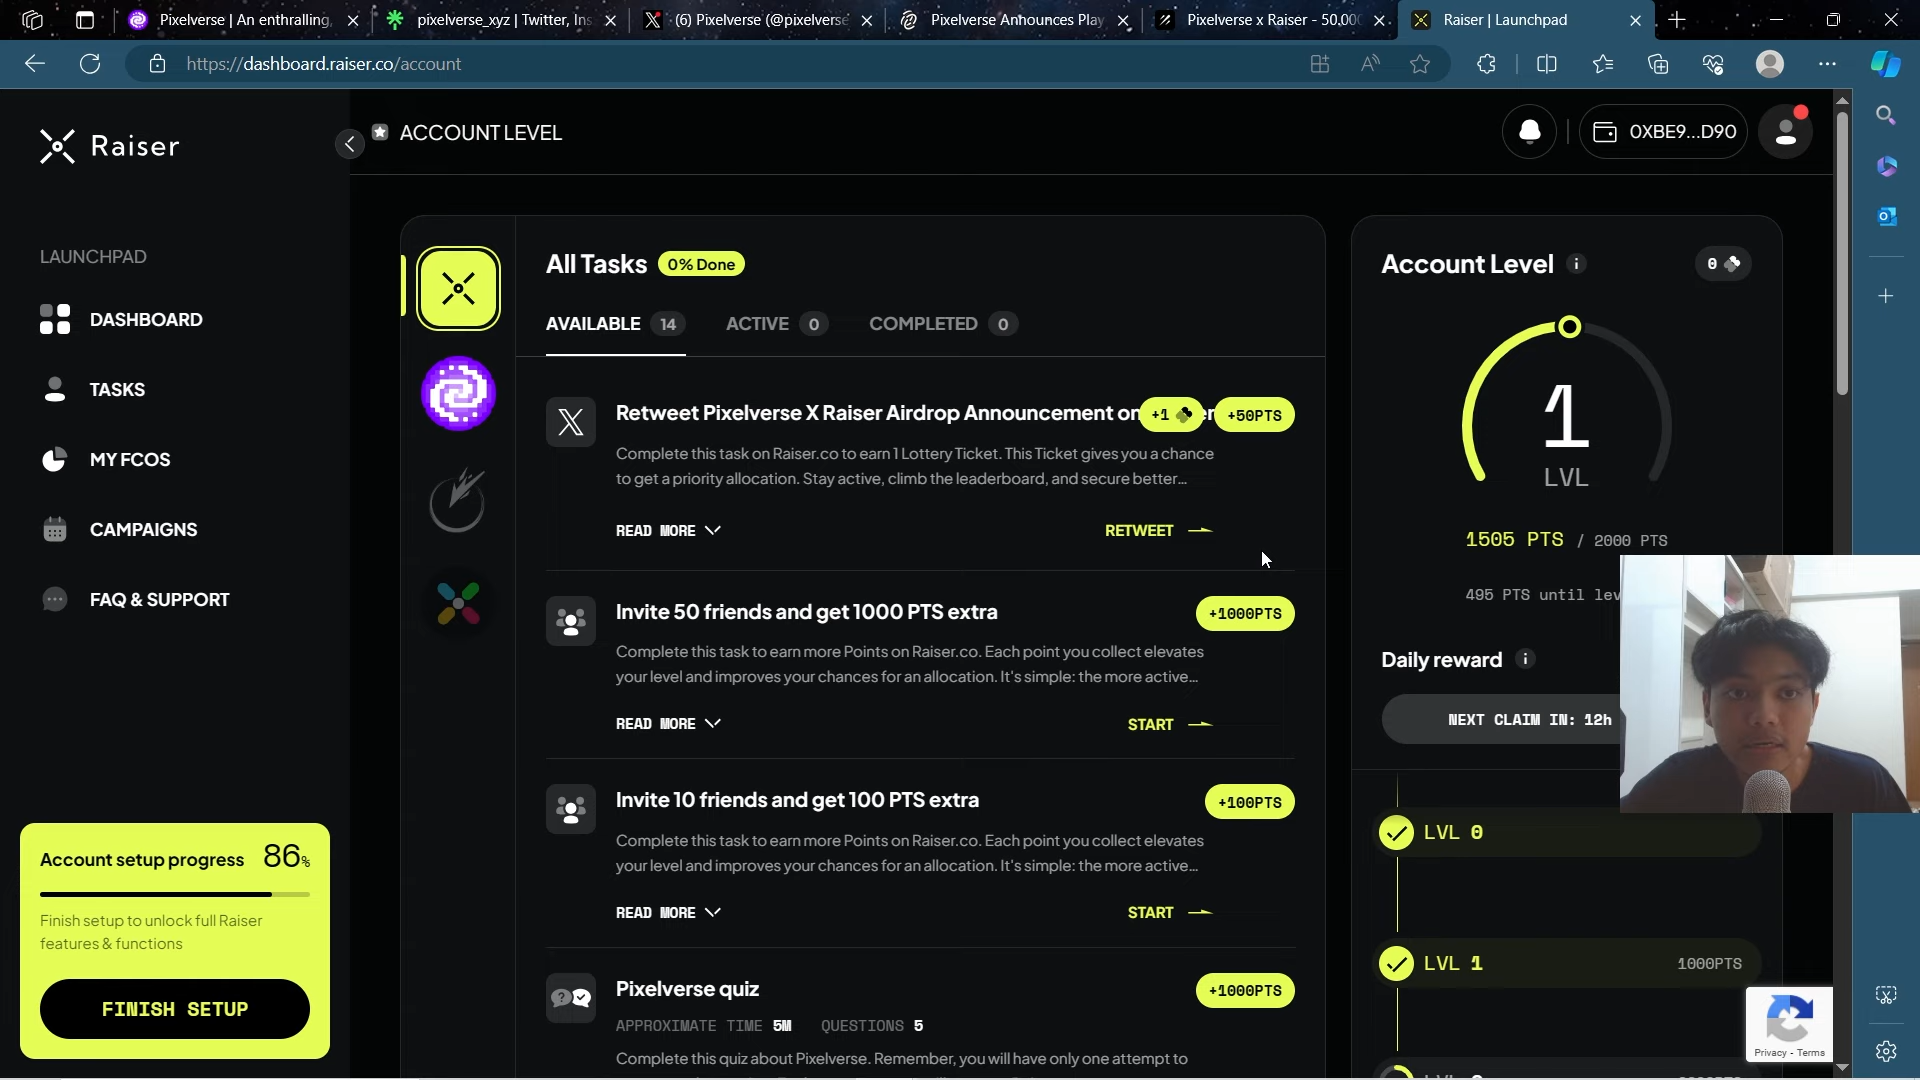 Pixelverse | An enthralling
pixelverse_xyz | Twitter, Ins
(6) Pixelverse (@pixelverse
Pixelverse Announces Play
Pixelverse x Raiser - 50,000
Raiser | Launchpad
https://dashboard.raiser.co/account
Raiser
ACCOUNT LEVEL
0XBE9...D90
LAUNCHPAD
DASHBOARD
TASKS
MY FCOS
CAMPAIGNS
FAQ & SUPPORT
Account setup progress 86%
Finish setup to unlock full Raiser
features & functions
FINISH SETUP
All Tasks 0% Done
AVAILABLE 14 ACTIVE 0 COMPLETED 0
Retweet Pixelverse X Raiser Airdrop Announcement on
+1 +50PTS
Complete this task on Raiser.co to earn 1 Lottery Ticket. This Ticket gives you a chance
to get a priority allocation. Stay active, climb the leaderboard, and secure better...
READ MORE RETWEET
Invite 50 friends and get 1000 PTS extra +1000PTS
Complete this task to earn more Points on Raiser.co. Each point you collect elevates
your level and improves your chances for an allocation. It's simple: the more active...
READ MORE START
Invite 10 friends and get 100 PTS extra +100PTS
Complete this task to earn more Points on Raiser.co. Each point you collect elevates
your level and improves your chances for an allocation. It's simple: the more active...
READ MORE START
Pixelverse quiz +1000PTS
APPROXIMATE TIME 5M QUESTIONS 5
Complete this quiz about Pixelverse. Remember, you will have only one attempt to
Account Level 0
1
LVL
1505 PTS / 2000 PTS
495 PTS until lev
Daily reward
NEXT CLAIM IN: 12h
LVL 0
LVL 1 1000PTS
Privacy - Terms